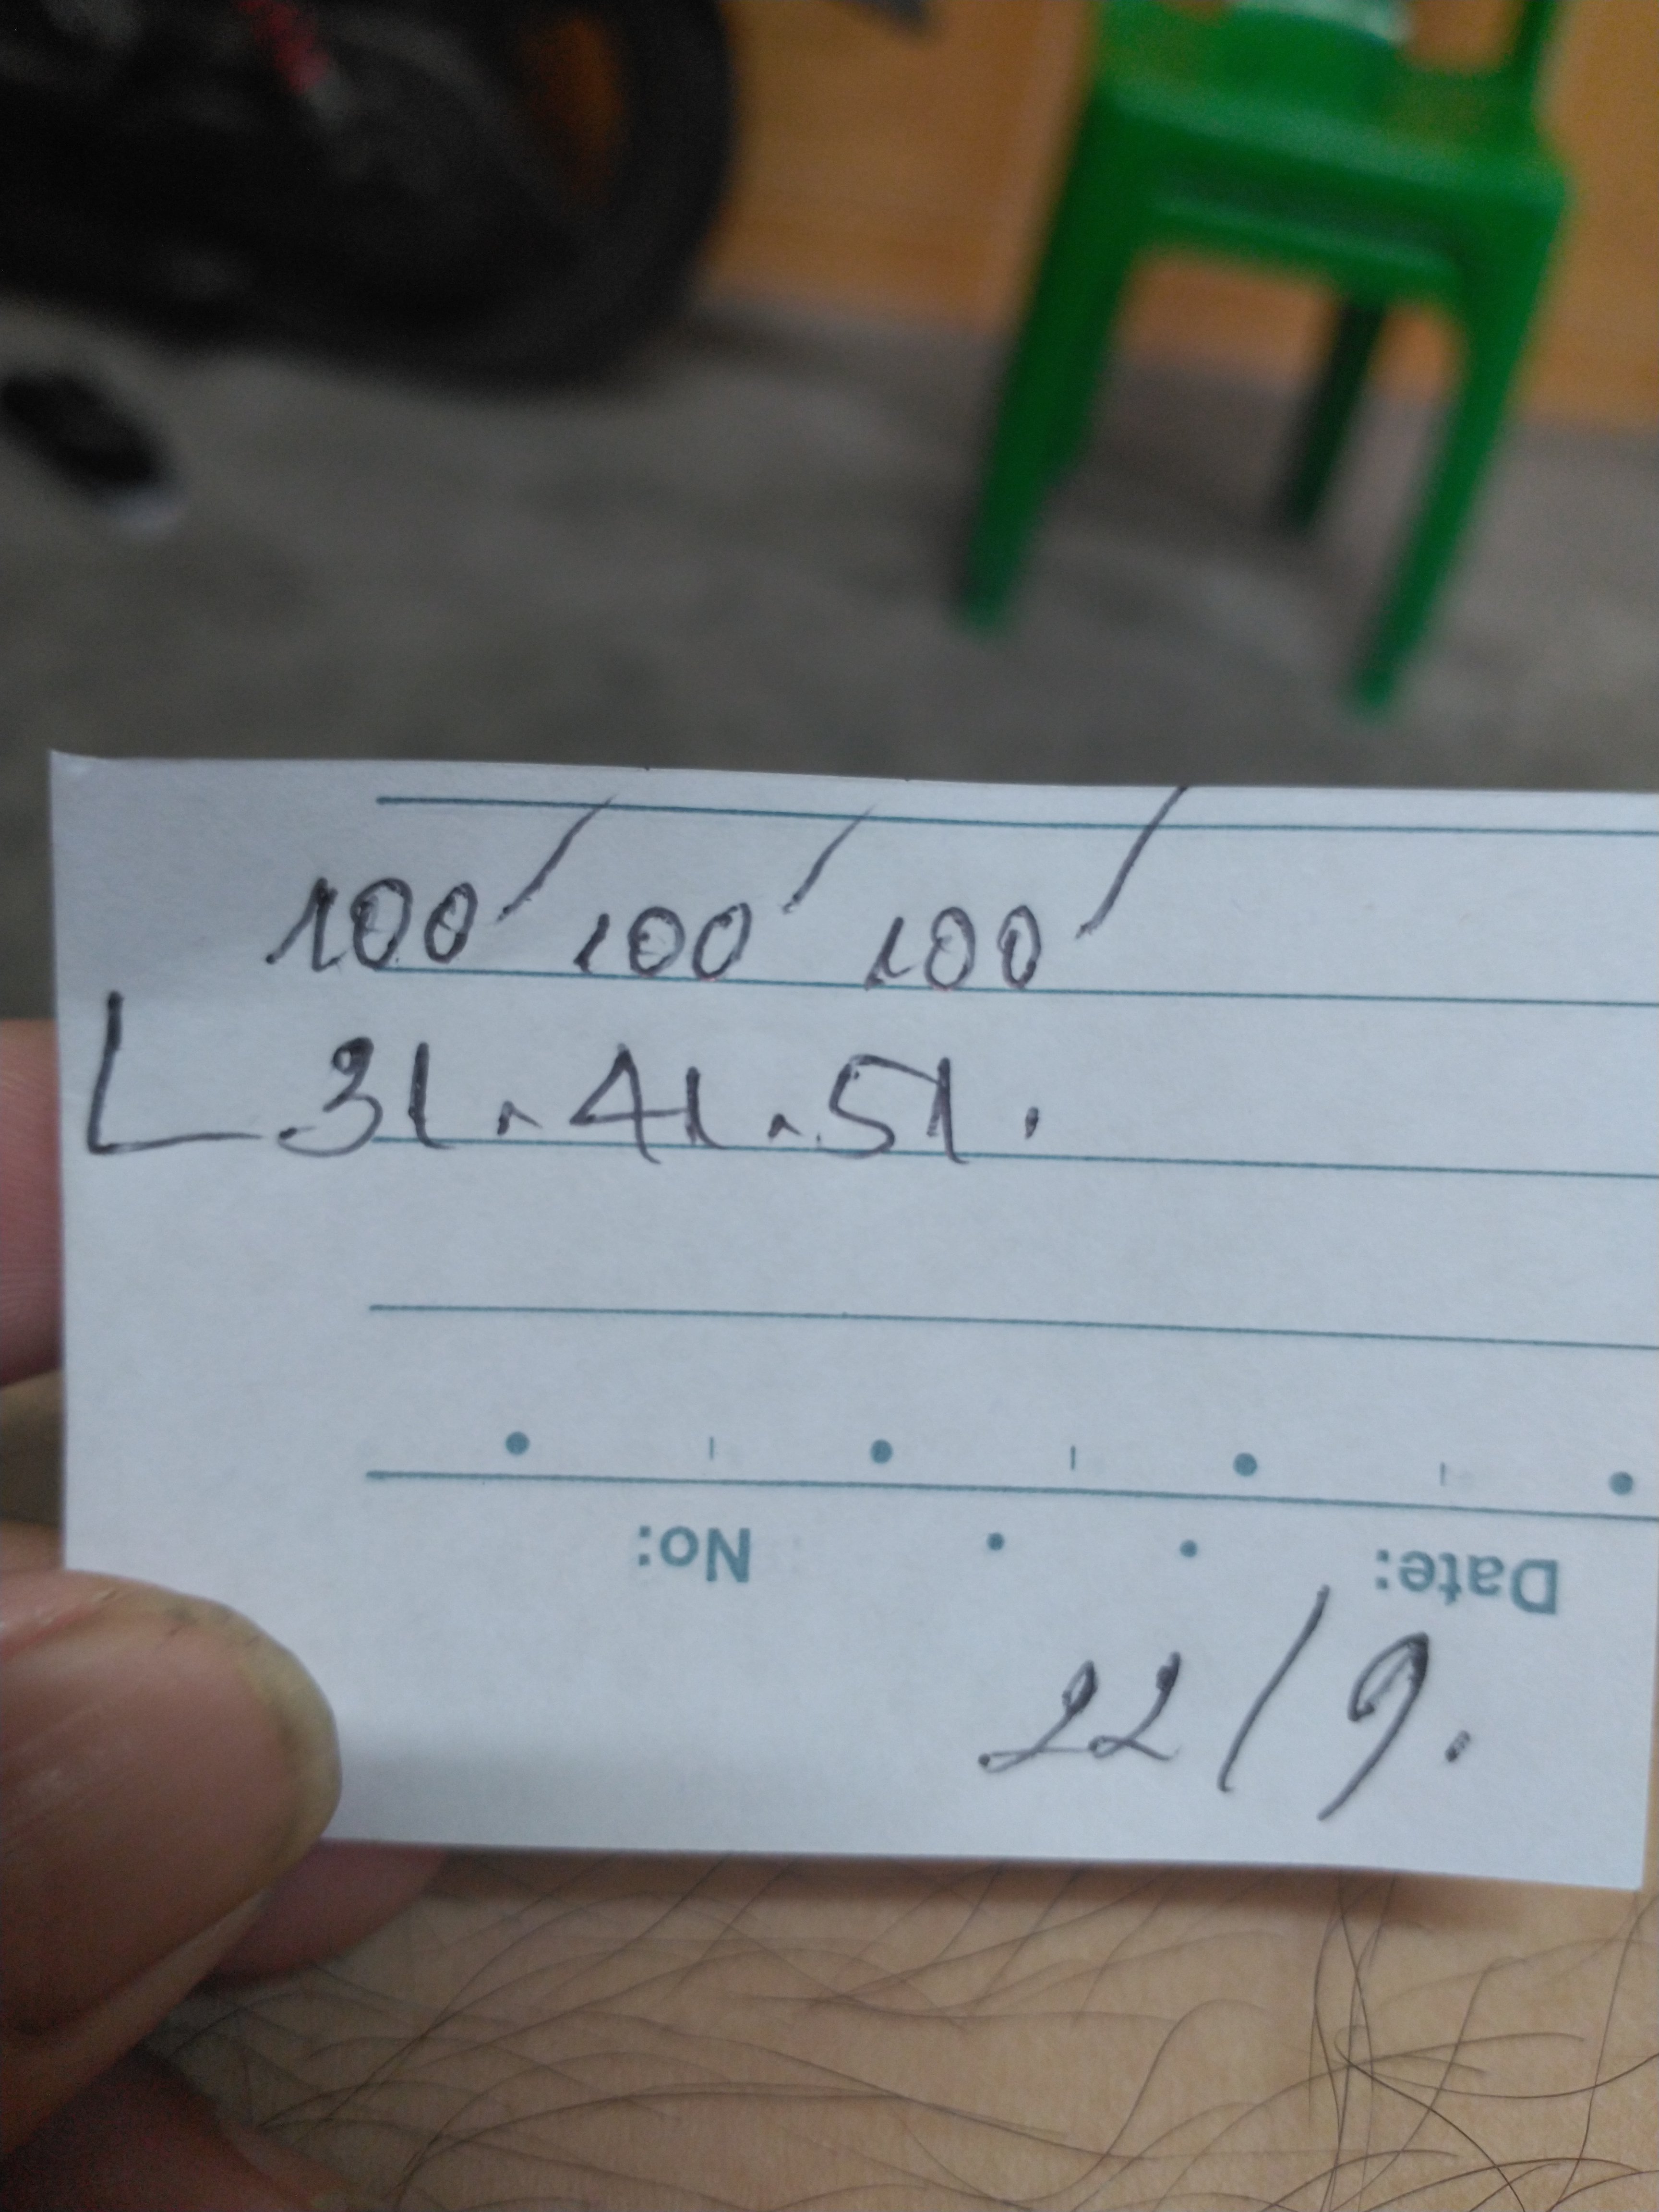 100/ 100/ 100/
L 31.41.51.
No: Date:
22/9.